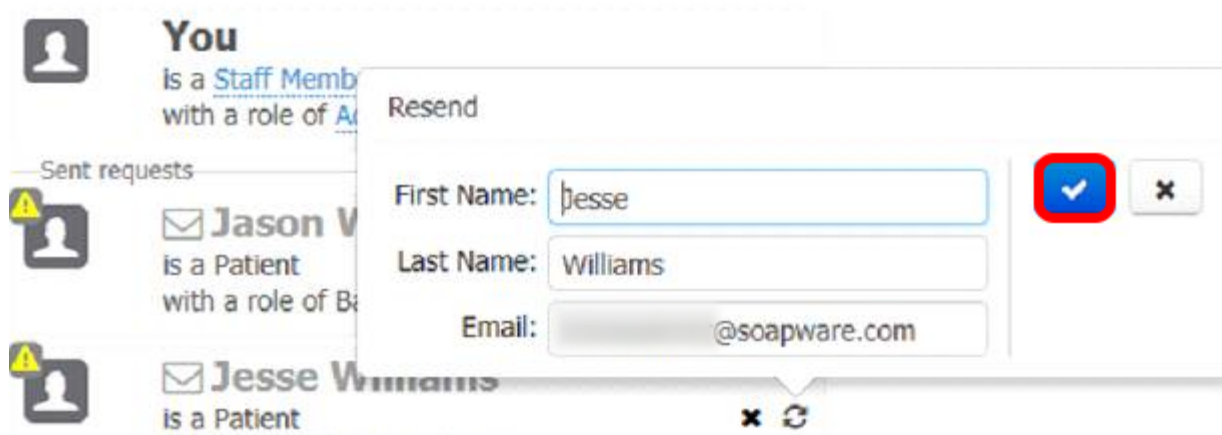 You
is a Staff Memb
with a role of
Resend
Sent requests
First Name: Jesse
Jason
is a Patient
Last Name: Williams
with a role of
Email: @soapware.com
Jesse Williams
is a Patient